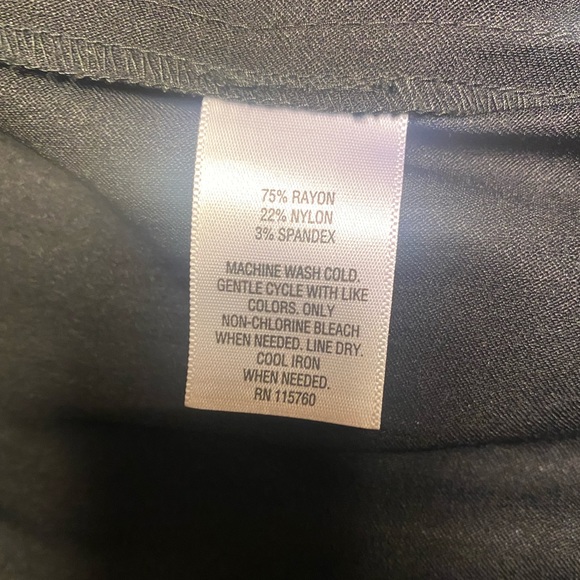 75% RAYON
22% NYLON
3% SPANDEX
MACHINE WASH COLD.
GENTLE CYCLE WITH LIKE
COLORS. ONLY
NON-CHLORINE BLEACH
WHEN NEEDED. LINE DRY.
COOL IRON
WHEN NEEDED.
RN 115760